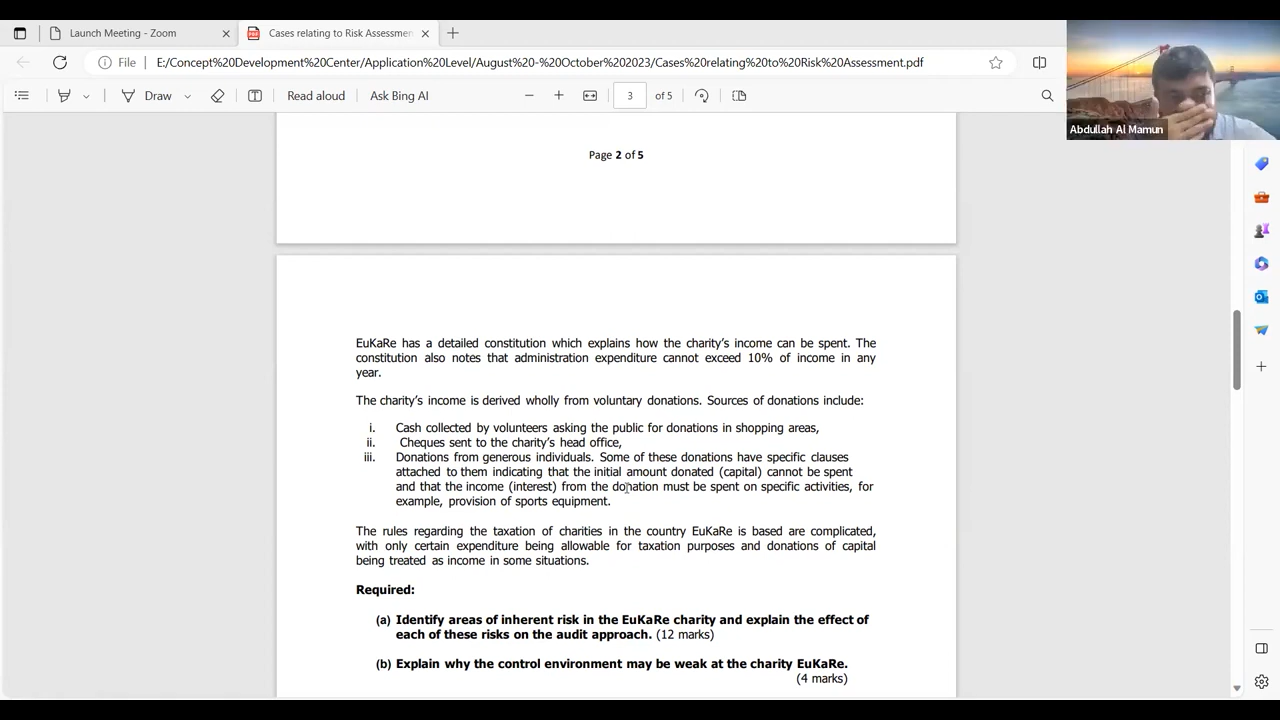 Launch Meeting - Zoom
Cases relating to Risk Assessmen
File
E:/Concept%20Development%20Center/Application%20Level/August%20-%20October%202023/Cases%20relating%20to%20Risk%20Assessment.pdf
Draw
Read aloud
Ask Bing AI
3 of 5
Abdullah Al Mamun
Page 2 of 5
EuKaRe has a detailed constitution which explains how the charity's income can be spent. The
constitution also notes that administration expenditure cannot exceed 10% of income in any
year.
The charity's income is derived wholly from voluntary donations. Sources of donations include:
i. Cash collected by volunteers asking the public for donations in shopping areas,
ii. Cheques sent to the charity's head office,
iii. Donations from generous individuals. Some of these donations have specific clauses
attached to them indicating that the initial amount donated (capital) cannot be spent
and that the income (interest) from the donation must be spent on specific activities, for
example, provision of sports equipment.
The rules regarding the taxation of charities in the country EuKaRe is based are complicated,
with only certain expenditure being allowable for taxation purposes and donations of capital
being treated as income in some situations.
Required:
(a) Identify areas of inherent risk in the EuKaRe charity and explain the effect of
each of these risks on the audit approach. (12 marks)
(b) Explain why the control environment may be weak at the charity EuKaRe.
(4 marks)